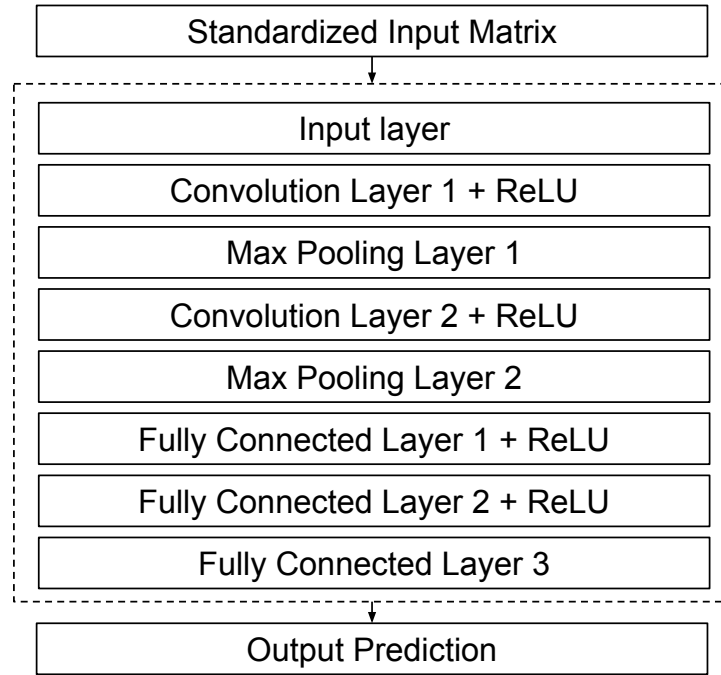 Standardized Input Matrix
Input layer
Convolution Layer 1 + ReLU
Max Pooling Layer 1
Convolution Layer 2 + ReLU
Max Pooling Layer 2
Fully Connected Layer 1 + ReLU
Fully Connected Layer 2 + ReLU
Fully Connected Layer 3
Output Prediction